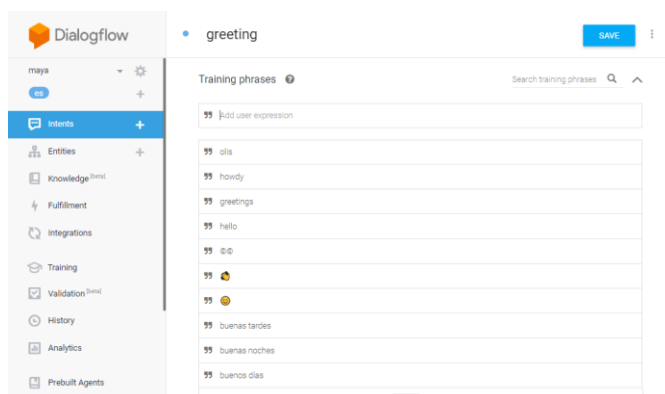 Dialogflow
maya
es
Intents
Entities
Knowledge [beta]
Fulfillment
Integrations
Training
Validation [beta]
History
Analytics
Prebuilt Agents
greeting
SAVE
Training phrases
Search training phrases
Add user expression
olis
howdy
greetings
hello
buenas tardes
buenas noches
buenos días